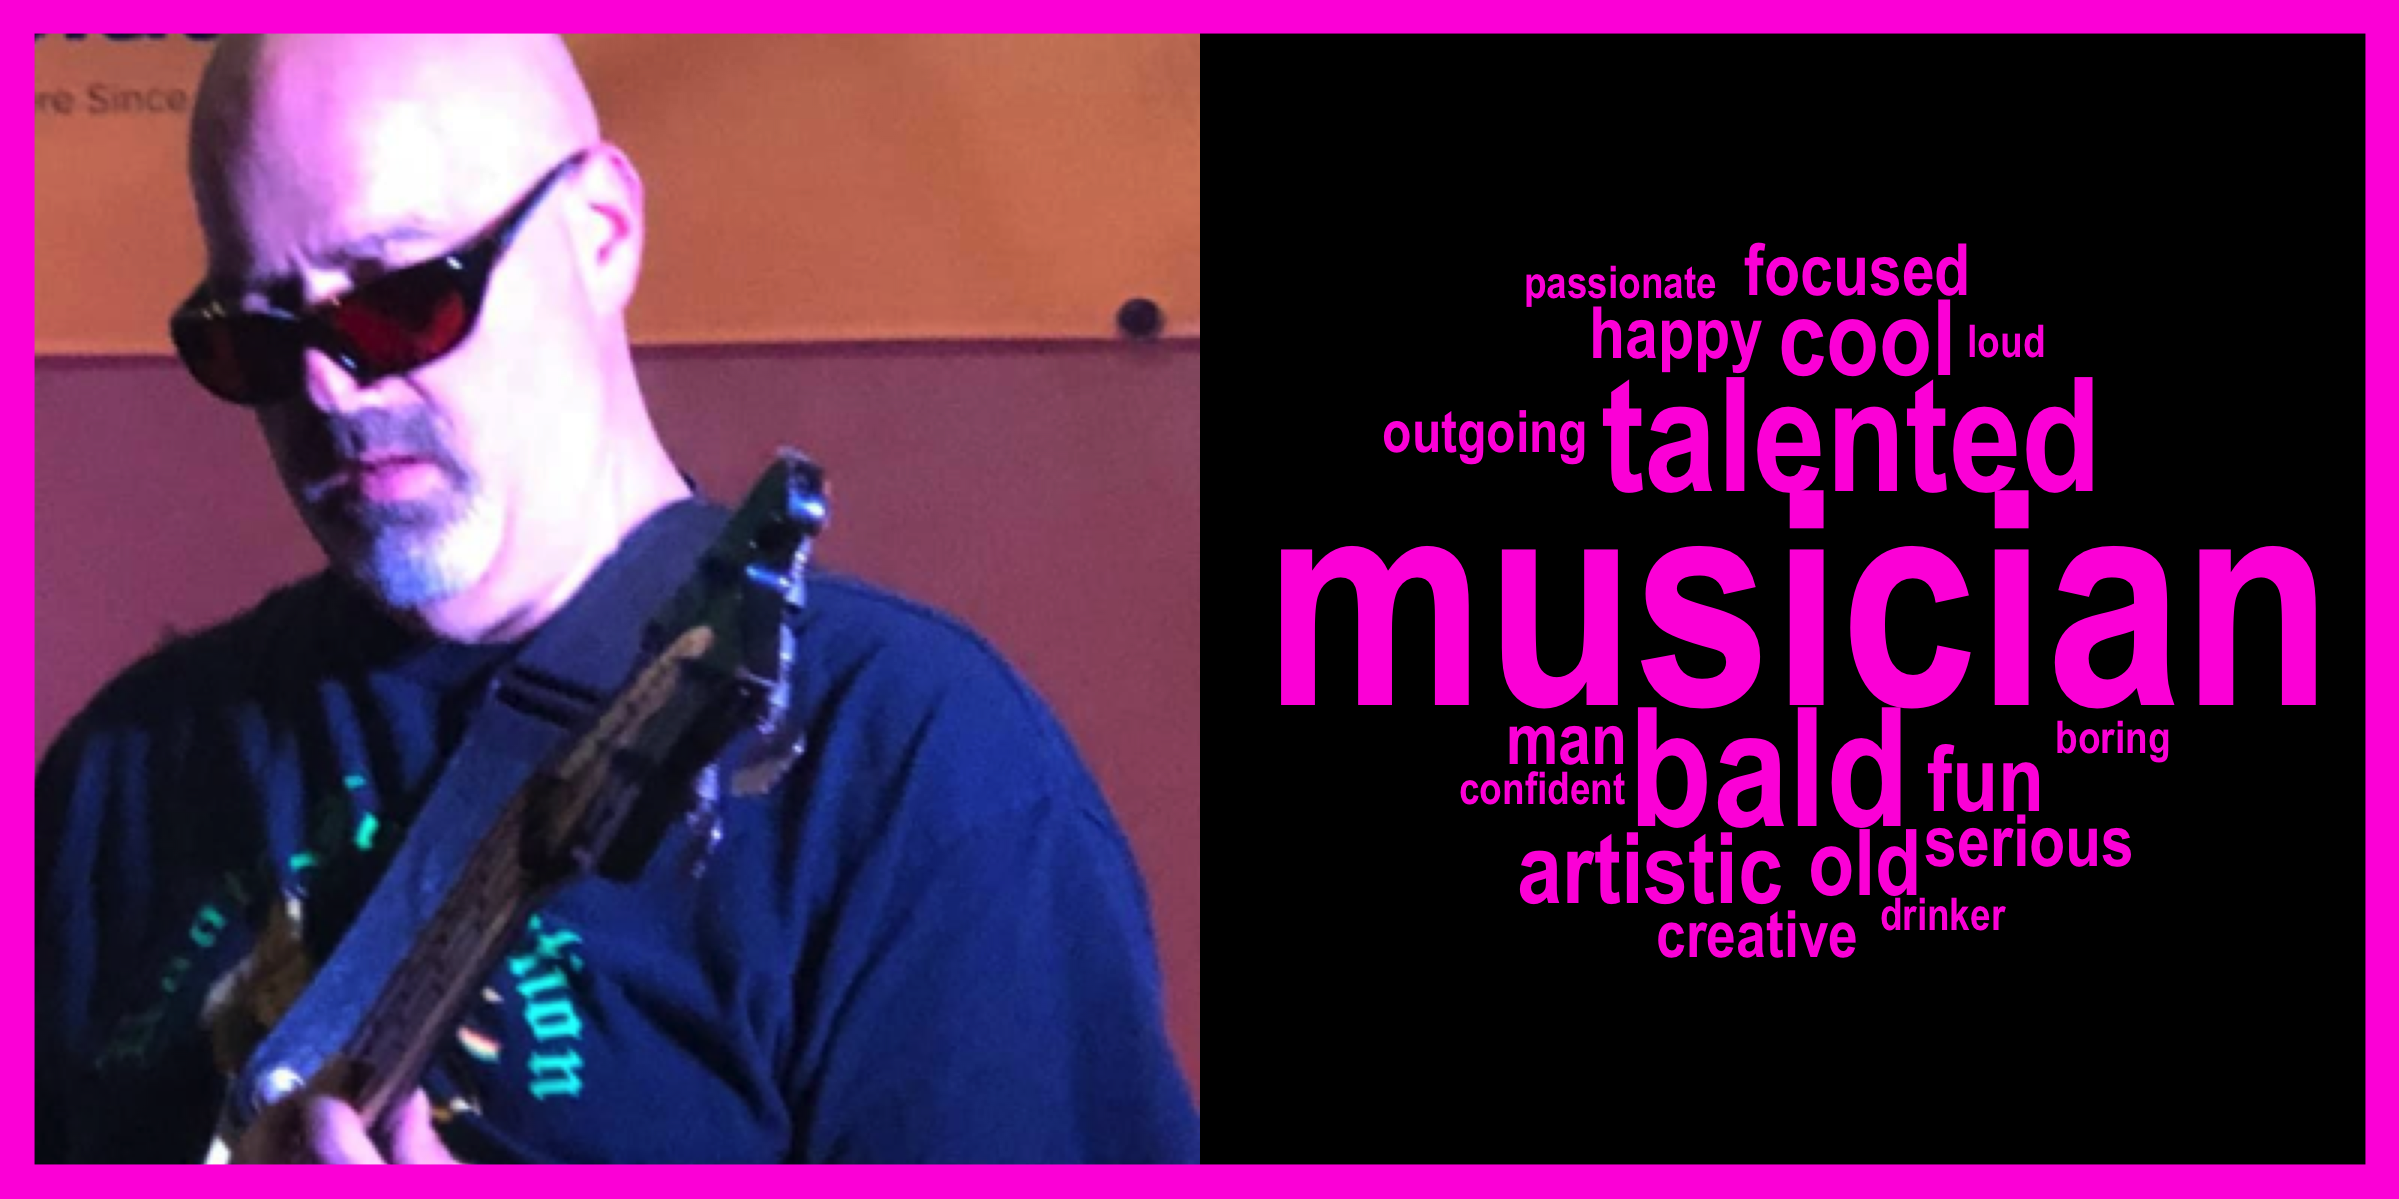 re Since
passionate focused
happy cool loud
outgoing talented
musician
man bald boring
confident fun
artistic old serious
creative drinker